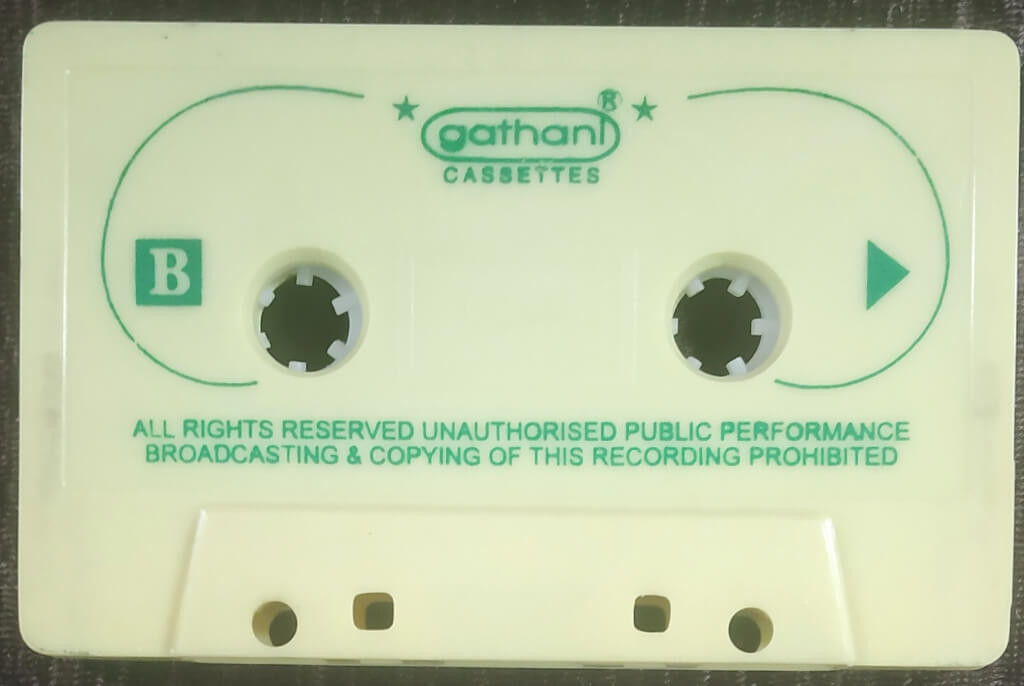 gathani ®
CASSETTES
B
ALL RIGHTS RESERVED UNAUTHORISED PUBLIC PERFORMANCE
BROADCASTING & COPYING OF THIS RECORDING PROHIBITED